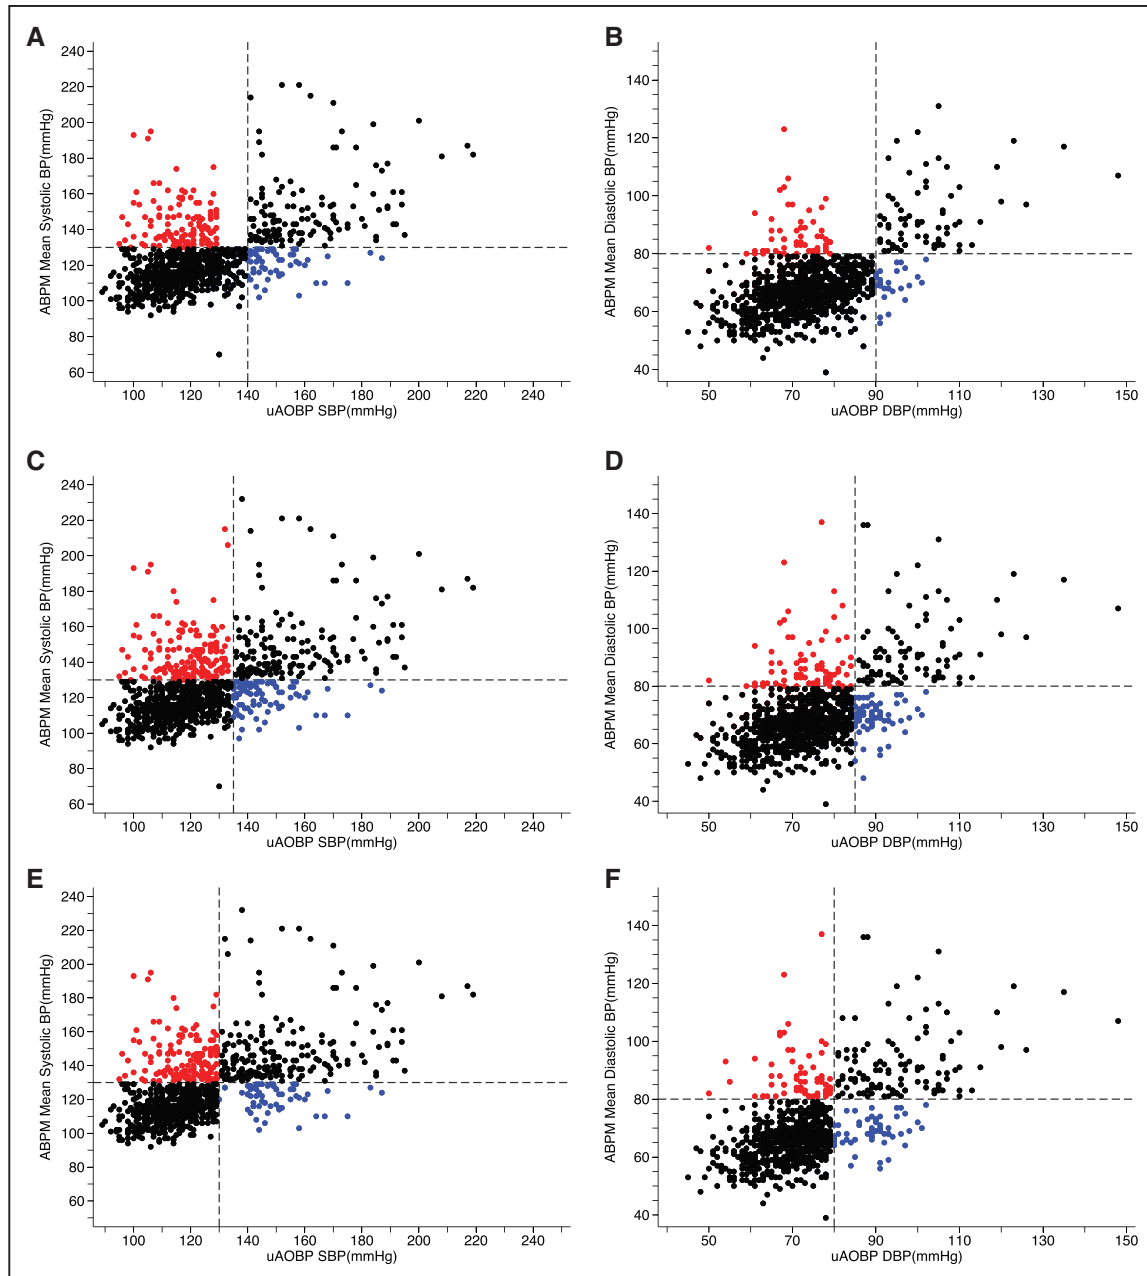 A
B
ABPM Mean Systolic BP(mmHg)
240
220
200
180
160
140
120
100
80
60
100 120 140 160 180 200 220 240
uAOBP SBP(mmHg)
ABPM Mean Diastolic BP(mmHg)
140
120
100
80
60
40
50 70 90 110 130 150
uAOBP DBP(mmHg)
C
D
ABPM Mean Systolic BP(mmHg)
240
220
200
180
160
140
120
100
80
60
100 120 140 160 180 200 220 240
uAOBP SBP(mmHg)
ABPM Mean Diastolic BP(mmHg)
140
120
100
80
60
40
50 70 90 110 130 150
uAOBP DBP(mmHg)
E
F
ABPM Mean Systolic BP(mmHg)
240
220
200
180
160
140
120
100
80
60
100 120 140 160 180 200 220 240
uAOBP SBP(mmHg)
ABPM Mean Diastolic BP(mmHg)
140
120
100
80
60
40
50 70 90 110 130 150
uAOBP DBP(mmHg)